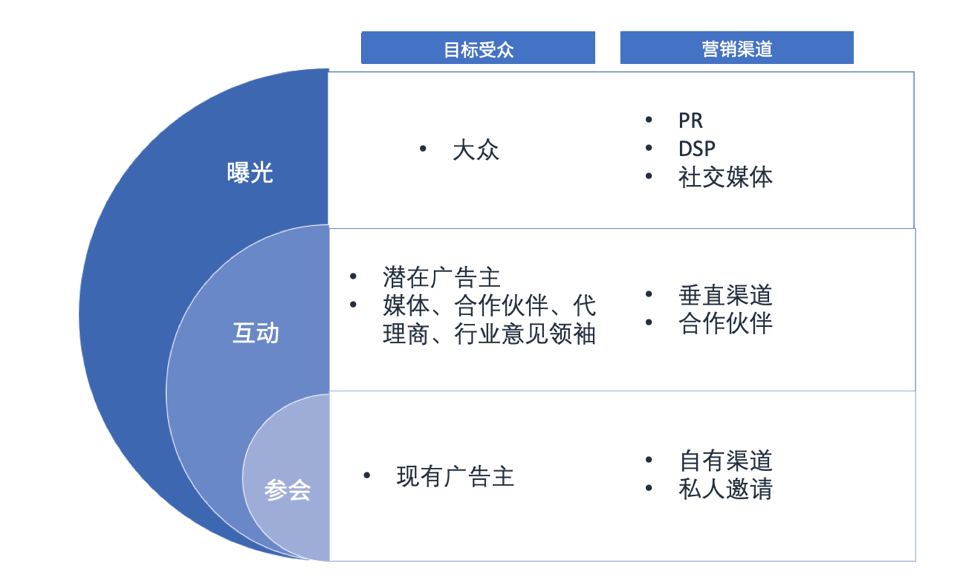 目标受众
营销渠道
曝光
• 大众
• PR
• DSP
• 社交媒体
互动
• 潜在广告主
• 媒体、合作伙伴、代
理商、行业意见领袖
• 垂直渠道
• 合作伙伴
参会
• 现有广告主
• 自有渠道
• 私人邀请